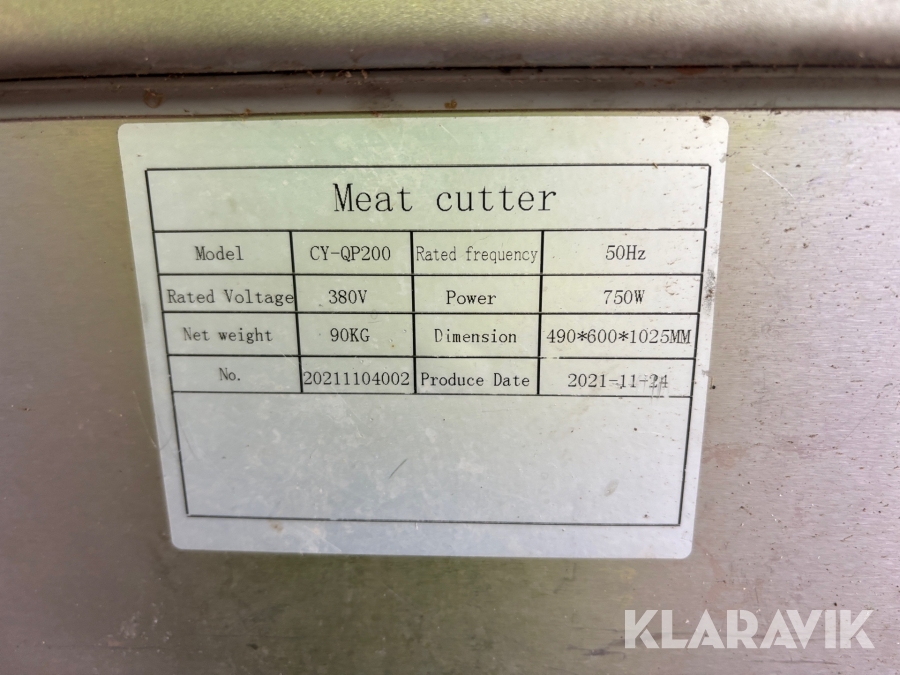 Meat cutter
Model CY-QP200 Rated frequency 50Hz
Rated Voltage 380V Power 750W
Net weight 90KG Dimension 490*600*1025MM
No. 20211104002 Produce Date 2021-11-24
KLARAVIK